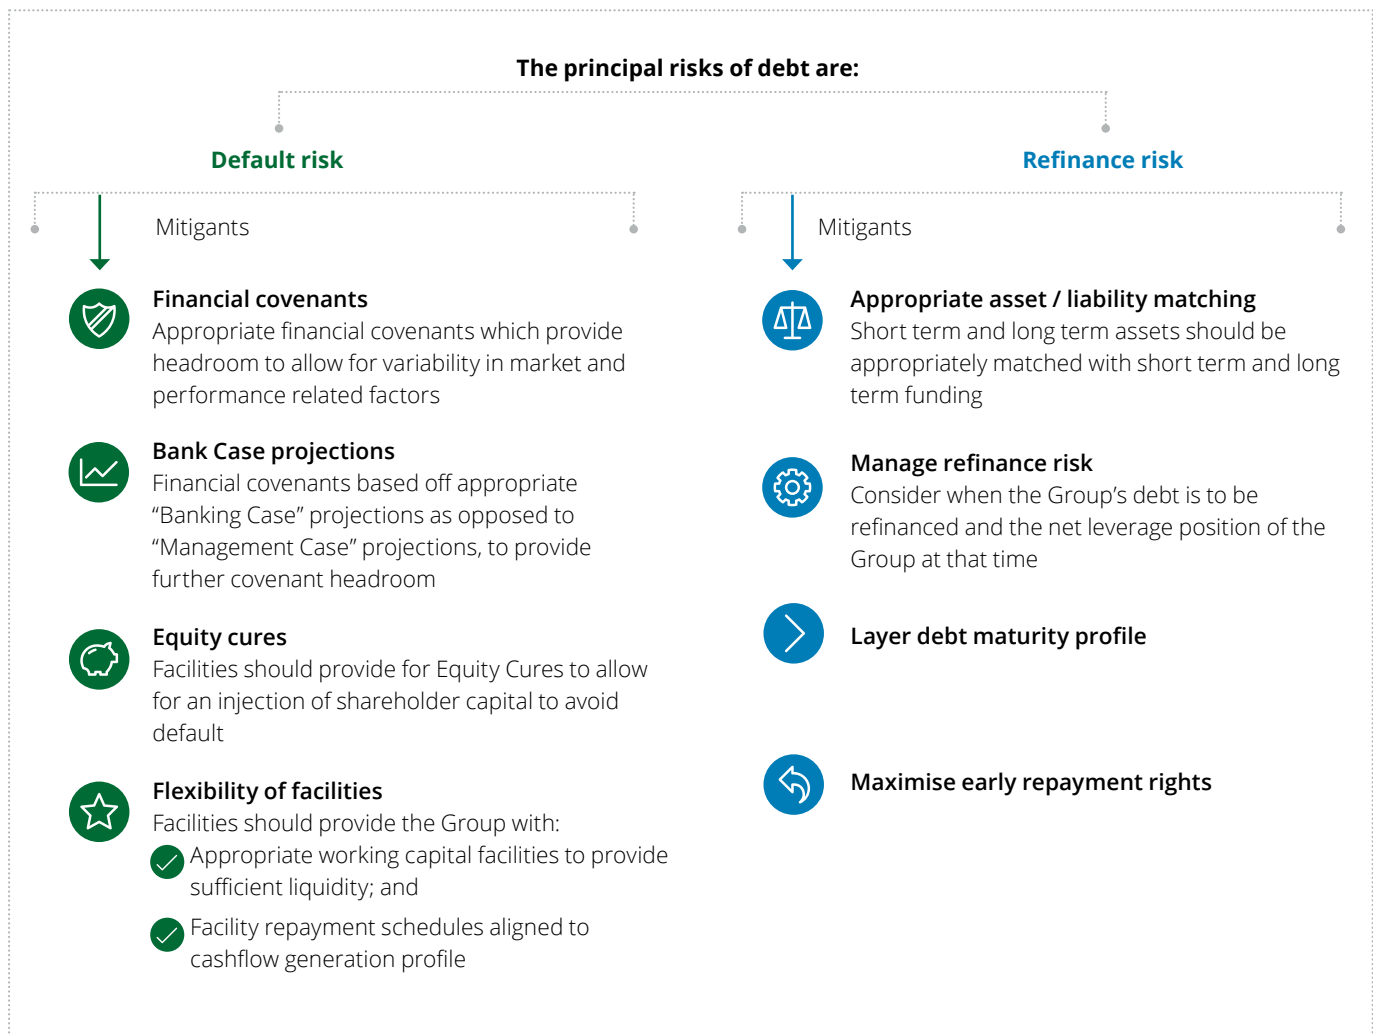 The principal risks of debt are:
Default risk
Mitigants
Financial covenants
Appropriate financial covenants which provide
headroom to allow for variability in market and
performance related factors
Bank Case projections
Financial covenants based off appropriate
“Banking Case” projections as opposed to
“Management Case” projections, to provide
further covenant headroom
Equity cures
Facilities should provide for Equity Cures to allow
for an injection of shareholder capital to avoid
default
Flexibility of facilities
Facilities should provide the Group with:
Appropriate working capital facilities to provide
sufficient liquidity; and
Facility repayment schedules aligned to
cashflow generation profile
Refinance risk
Mitigants
Appropriate asset / liability matching
Short term and long term assets should be
appropriately matched with short term and long
term funding
Manage refinance risk
Consider when the Group’s debt is to be
refinanced and the net leverage position of the
Group at that time
Layer debt maturity profile
Maximise early repayment rights